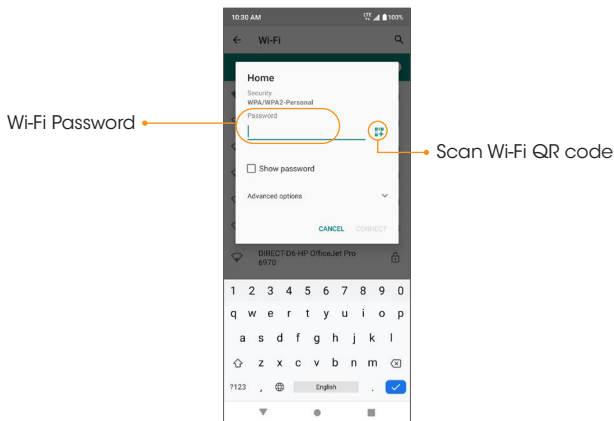 10:30 AM
LTE
100%
Wi-Fi
Home
Security
WPA/WPA2-Personal
Password
Wi-Fi Password
Scan Wi-Fi QR code
Show password
Advanced options
CANCEL CONNECT
DIRECT-D6-HP OfficeJet Pro
6970
1 2 3 4 5 6 7 8 9 0
q w e r t y u i o p
a s d f g h j k l
z x c v b n m
?123 , English .